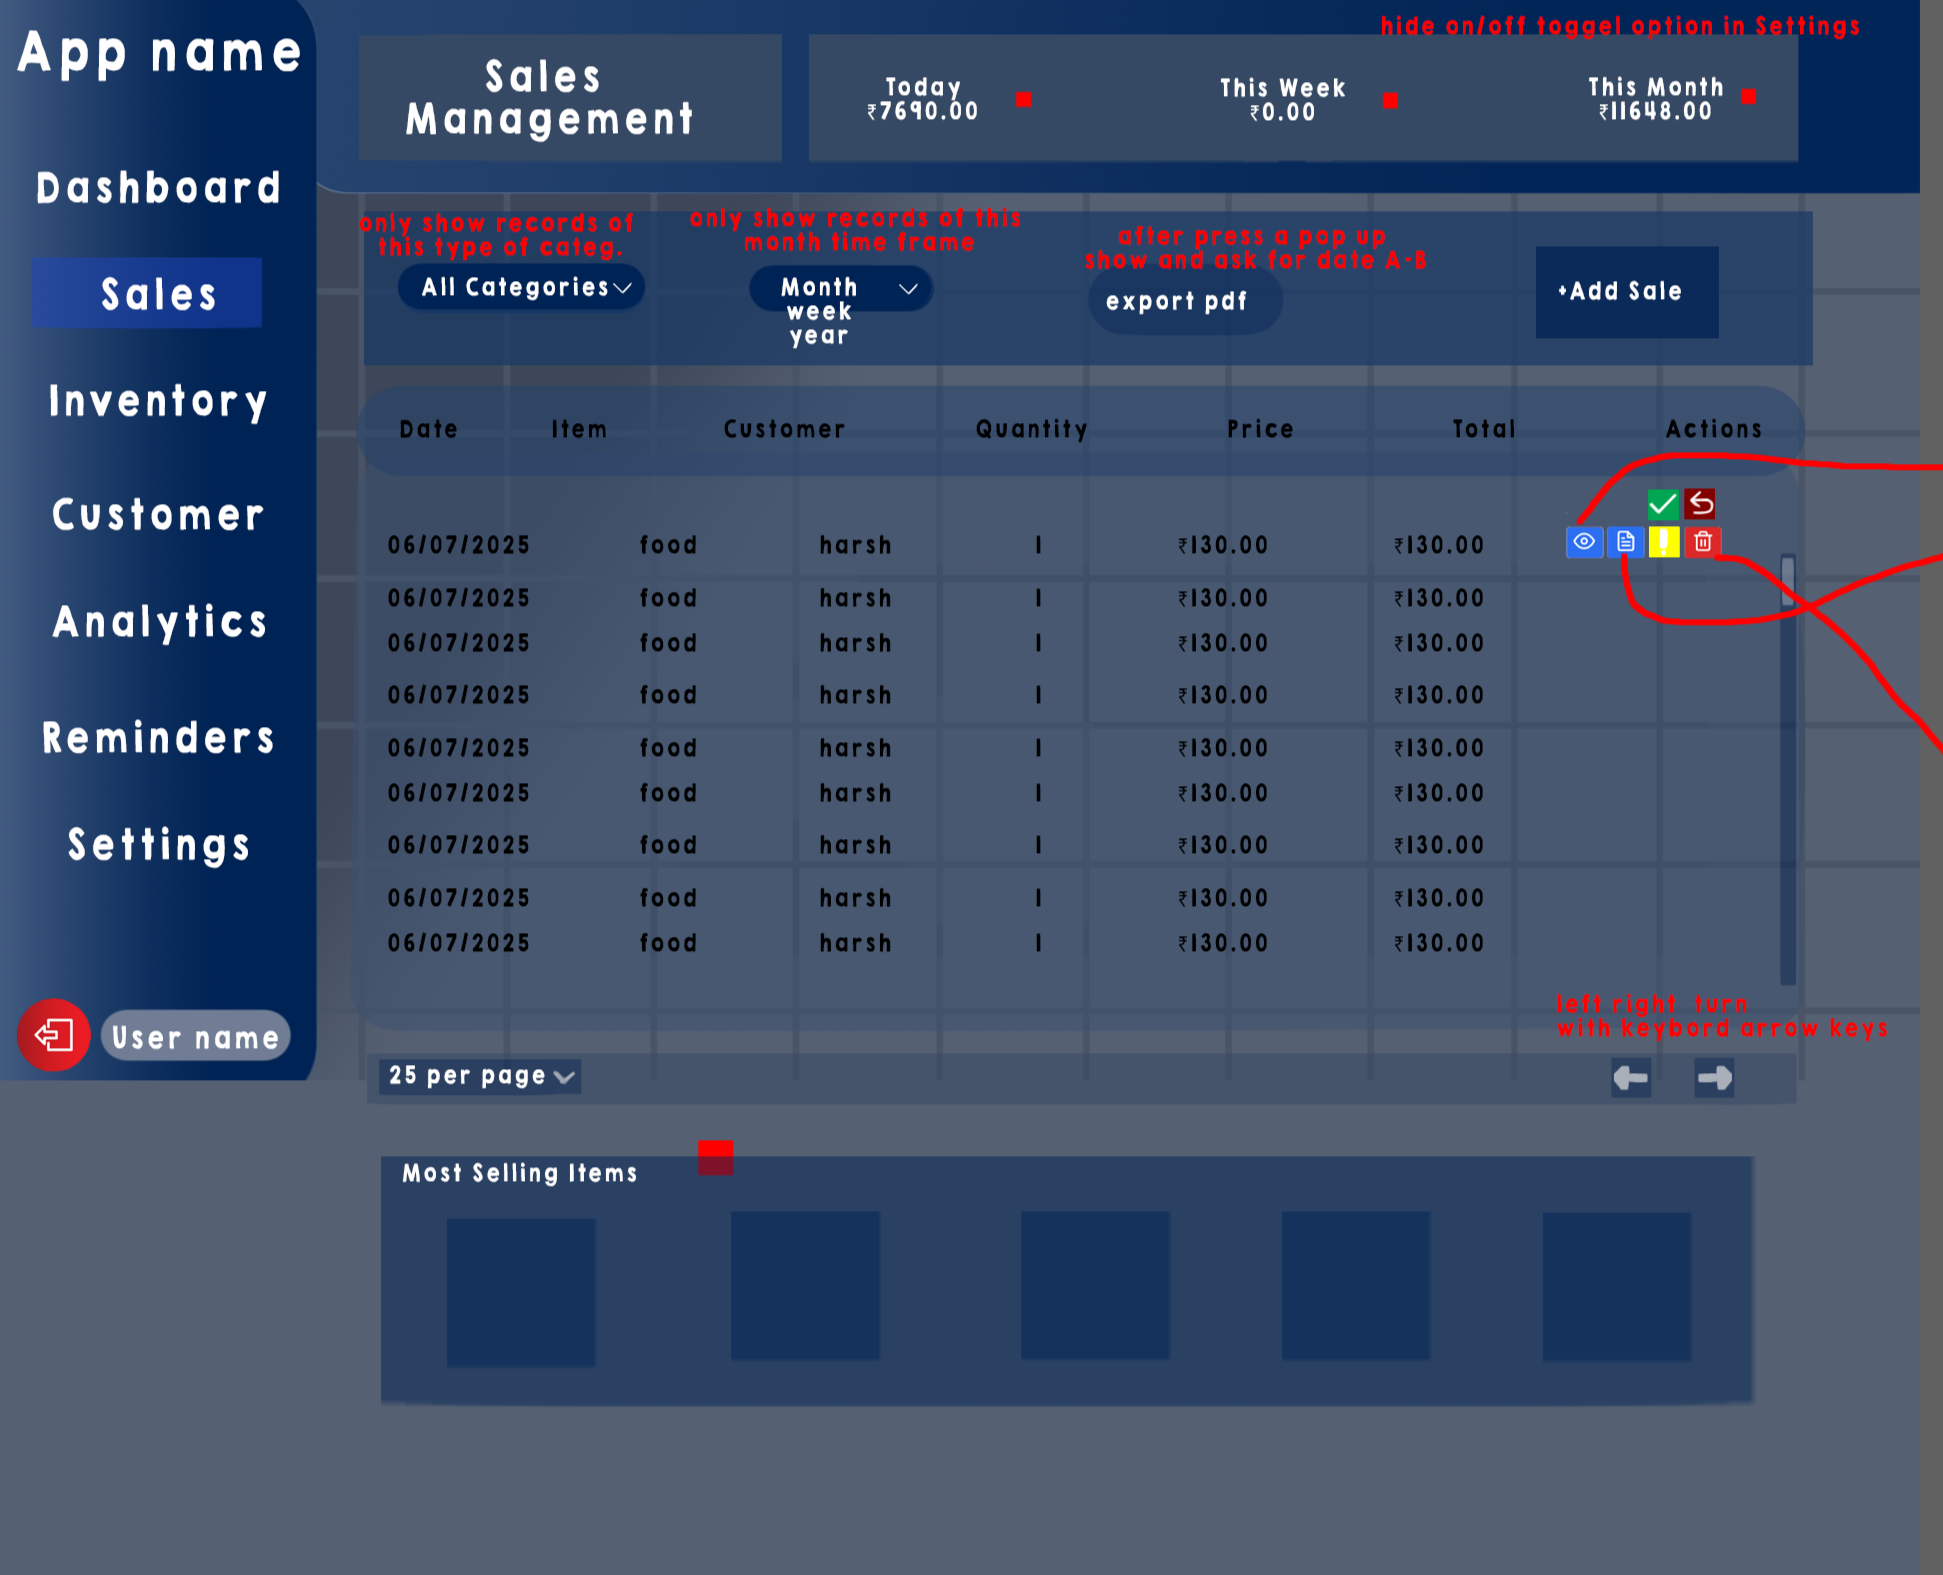 App name
Dashboard
Sales
Inventory
Customer
Analytics
Reminders
Settings
User name
hide on/off toggel option in Settings
Sales
Management
Today
₹7690.00
This Week
₹0.00
This Month
₹11648.00
only show records of
this type of categ.
All Categories
only show records of this
month time frame
Month
week
year
after press a pop up
show and ask for date A-B
export pdf
+Add Sale
Date Item Customer Quantity Price Total Actions
06/07/2025 food harsh 1 ₹130.00 ₹130.00
06/07/2025 food harsh 1 ₹130.00 ₹130.00
06/07/2025 food harsh 1 ₹130.00 ₹130.00
06/07/2025 food harsh 1 ₹130.00 ₹130.00
06/07/2025 food harsh 1 ₹130.00 ₹130.00
06/07/2025 food harsh 1 ₹130.00 ₹130.00
06/07/2025 food harsh 1 ₹130.00 ₹130.00
06/07/2025 food harsh 1 ₹130.00 ₹130.00
06/07/2025 food harsh 1 ₹130.00 ₹130.00
left right turn
with keybord arrow keys
25 per page
Most Selling Items